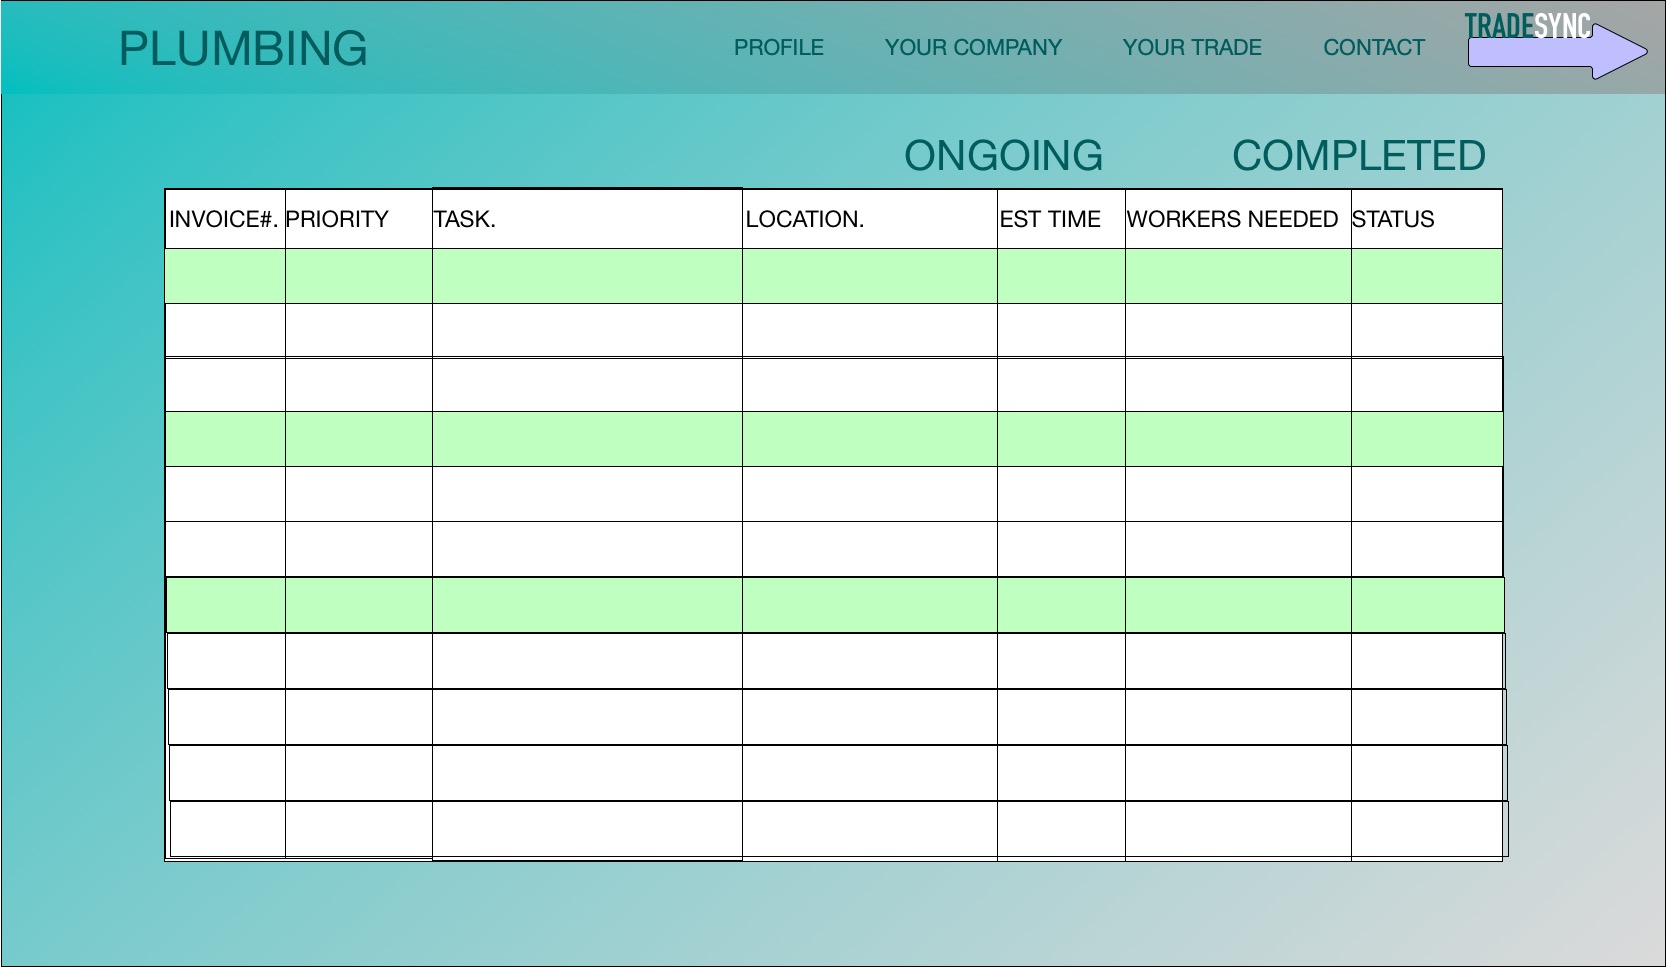 PLUMBING
PROFILE
YOUR COMPANY
YOUR TRADE
CONTACT
TRADESYNC
ONGOING
COMPLETED
INVOICE#.
PRIORITY
TASK.
LOCATION.
EST TIME
WORKERS NEEDED
STATUS